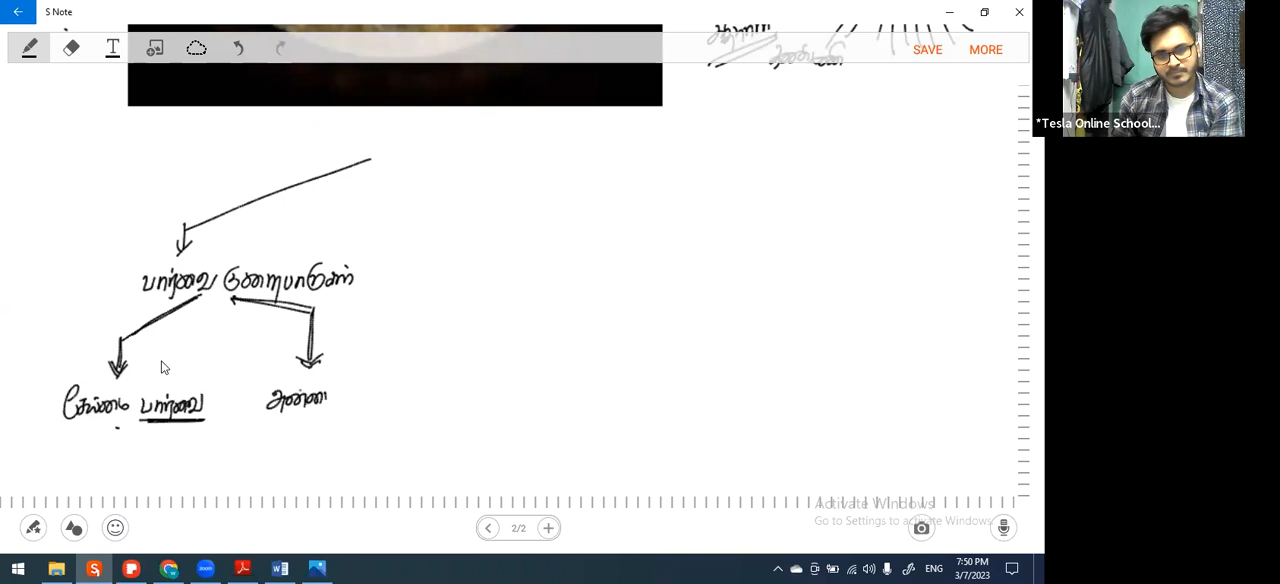 S Note
SAVE MORE
*Tesla Online School...
பார்வை குறைபாடுகள்
சேய்மை பார்வை
அண்மை
Activate Windows
Go to Settings to activate Windows.
2/2
7:50 PM
ENG
3/7/2023